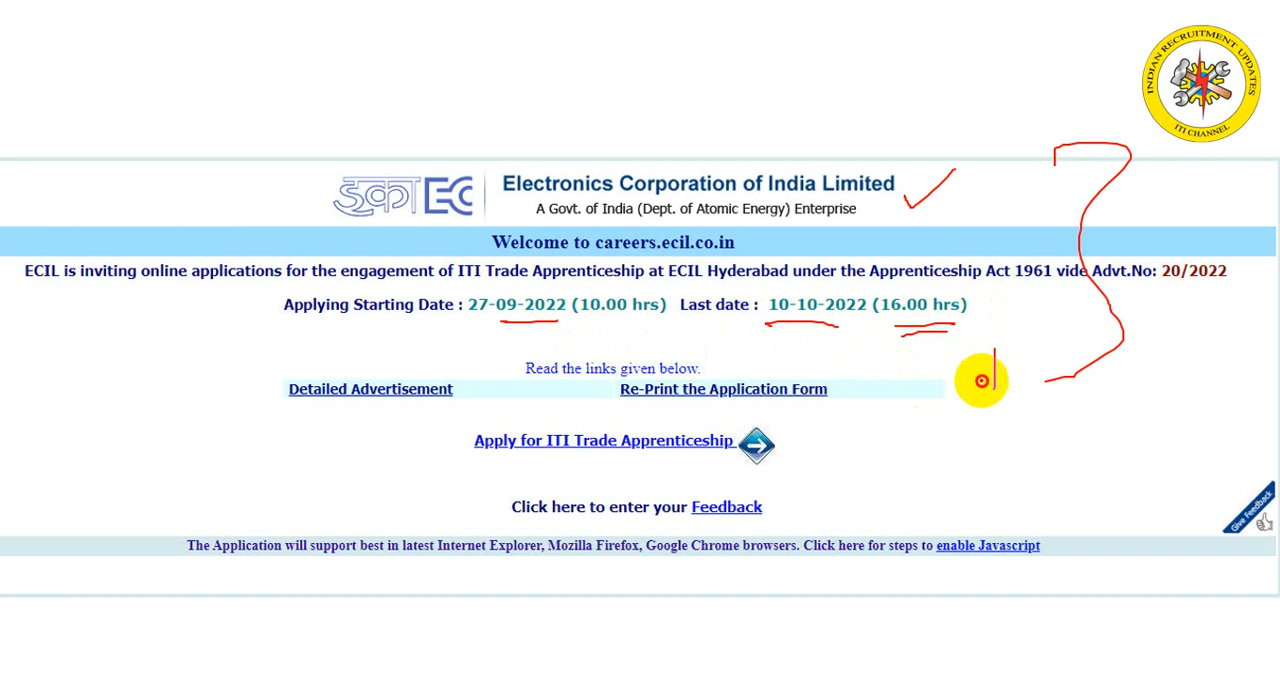 INDIAN RECRUITMENT UPDATES
ITI CHANNEL
इका EC
Electronics Corporation of India Limited
A Govt. of India (Dept. of Atomic Energy) Enterprise
Welcome to careers.ecil.co.in
ECIL is inviting online applications for the engagement of ITI Trade Apprenticeship at ECIL Hyderabad under the Apprenticeship Act 1961 vide Advt.No: 20/2022
Applying Starting Date : 27-09-2022 (10.00 hrs) Last date : 10-10-2022 (16.00 hrs)
Read the links given below.
Detailed Advertisement Re-Print the Application Form
Apply for ITI Trade Apprenticeship
Click here to enter your Feedback
Give Feedback
The Application will support best in latest Internet Explorer, Mozilla Firefox, Google Chrome browsers. Click here for steps to enable Javascript